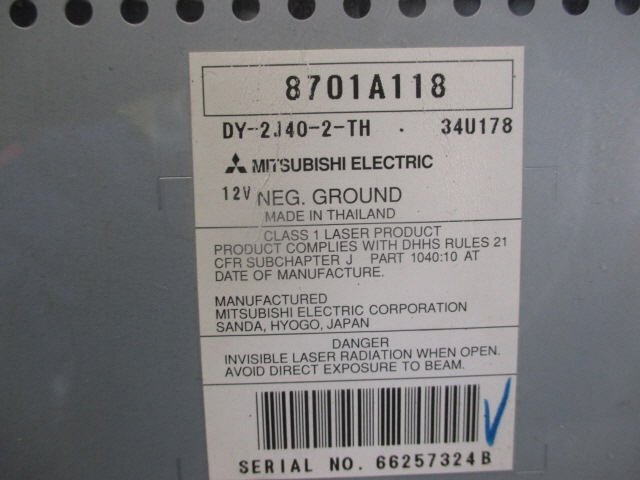 8701A118
DY-2J40-2-TH . 34U178
MITSUBISHI ELECTRIC
12V NEG. GROUND
MADE IN THAILAND
CLASS 1 LASER PRODUCT
PRODUCT COMPLIES WITH DHHS RULES 21
CFR SUBCHAPTER J PART 1040:10 AT
DATE OF MANUFACTURE.
MANUFACTURED
MITSUBISHI ELECTRIC CORPORATION
SANDA, HYOGO, JAPAN
DANGER
INVISIBLE LASER RADIATION WHEN OPEN.
AVOID DIRECT EXPOSURE TO BEAM.
SERIAL NO. 66257324B